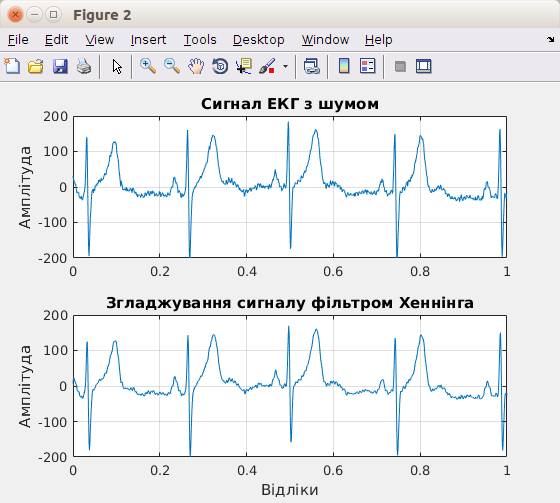 Figure 2
File Edit View Insert Tools Desktop Window Help
Сигнал ЕКГ з шумом
200
100
0
-100
-200
Амплітуда
0 0.2 0.4 0.6 0.8 1
Згладжування сигналу фільтром Хеннінга
200
100
0
-100
-200
Амплітуда
0 0.2 0.4 0.6 0.8 1
Відліки